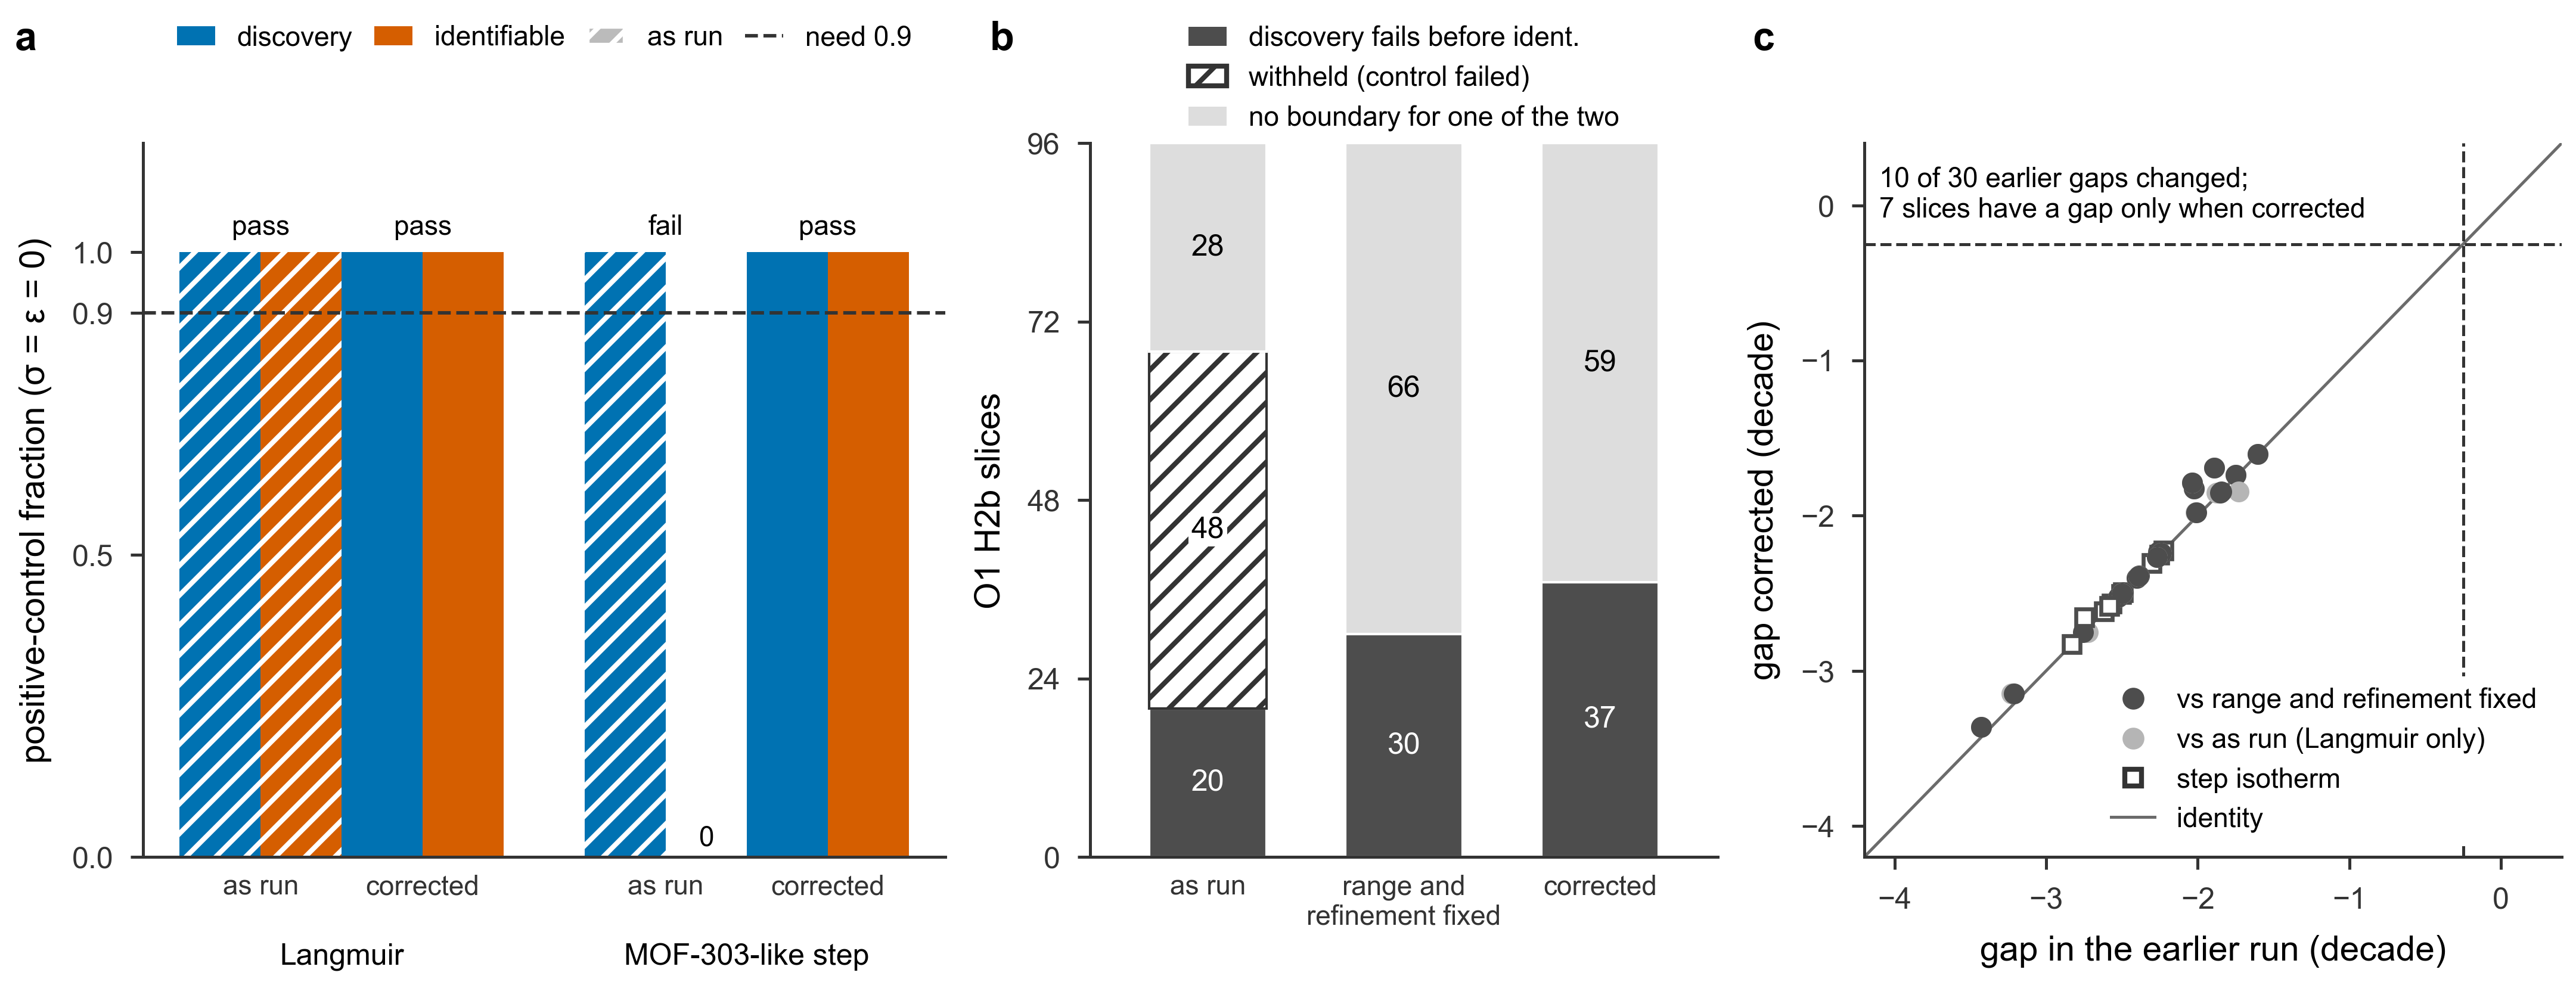 a
discovery
identifiable
as run
need 0.9
positive-control fraction (σ = ε = 0)
1.0
0.9
0.5
0.0
pass
pass
fail
pass
0
as run
corrected
as run
corrected
Langmuir
MOF-303-like step
b
discovery fails before ident.
withheld (control failed)
no boundary for one of the two
O1 H2b slices
96
72
48
24
0
28
48
20
66
30
59
37
as run
range and
refinement fixed
corrected
c
10 of 30 earlier gaps changed;
7 slices have a gap only when corrected
gap corrected (decade)
0
−1
−2
−3
−4
vs range and refinement fixed
vs as run (Langmuir only)
step isotherm
identity
−4
−3
−2
−1
0
gap in the earlier run (decade)